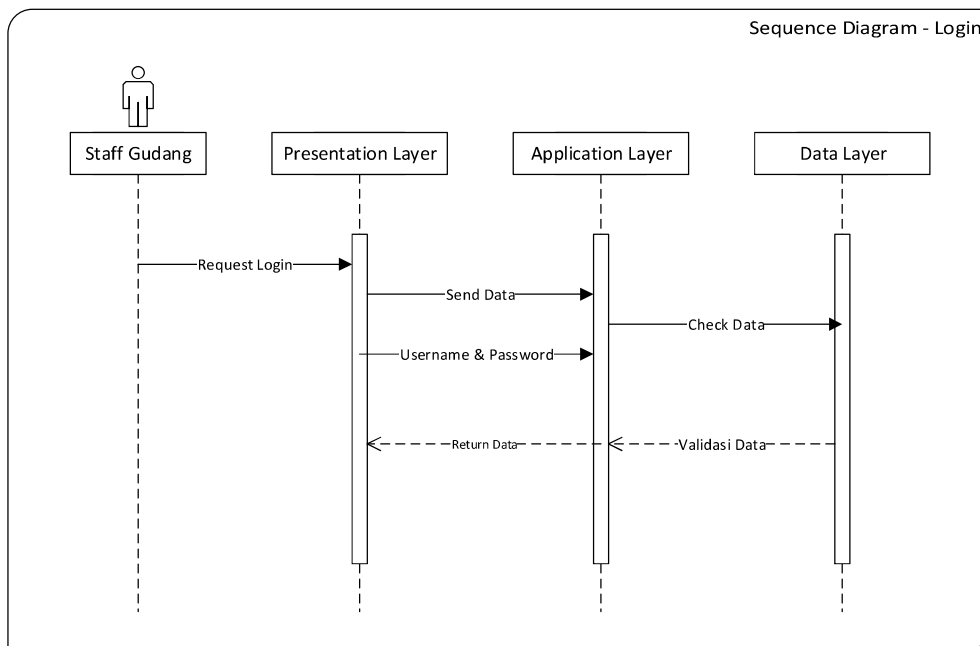 Sequence Diagram - Login
Staff Gudang
Presentation Layer
Application Layer
Data Layer
Request Login
Send Data
Check Data
Username & Password
Return Data
Validasi Data